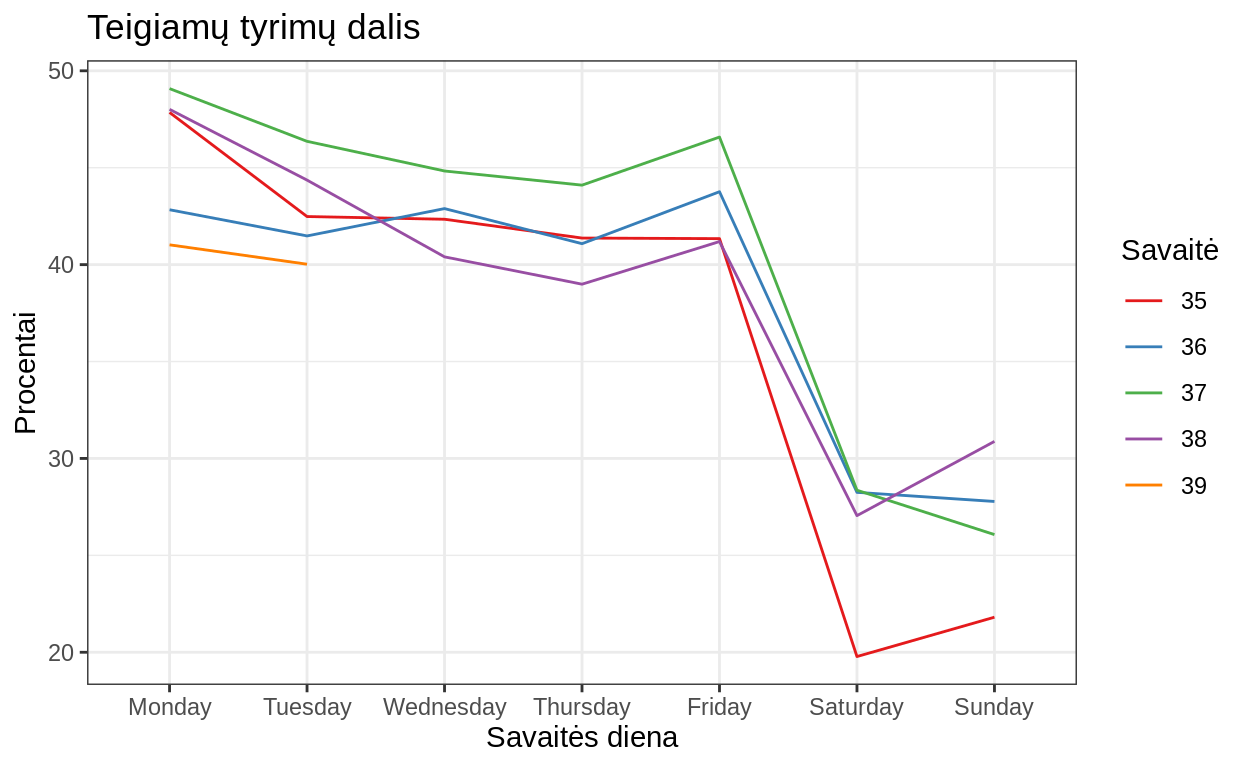 Teigiamų tyrimų dalis
50
40
30
20
Procentai
Monday Tuesday Wednesday Thursday Friday Saturday Sunday
Savaitės diena
Savaitė
35
36
37
38
39